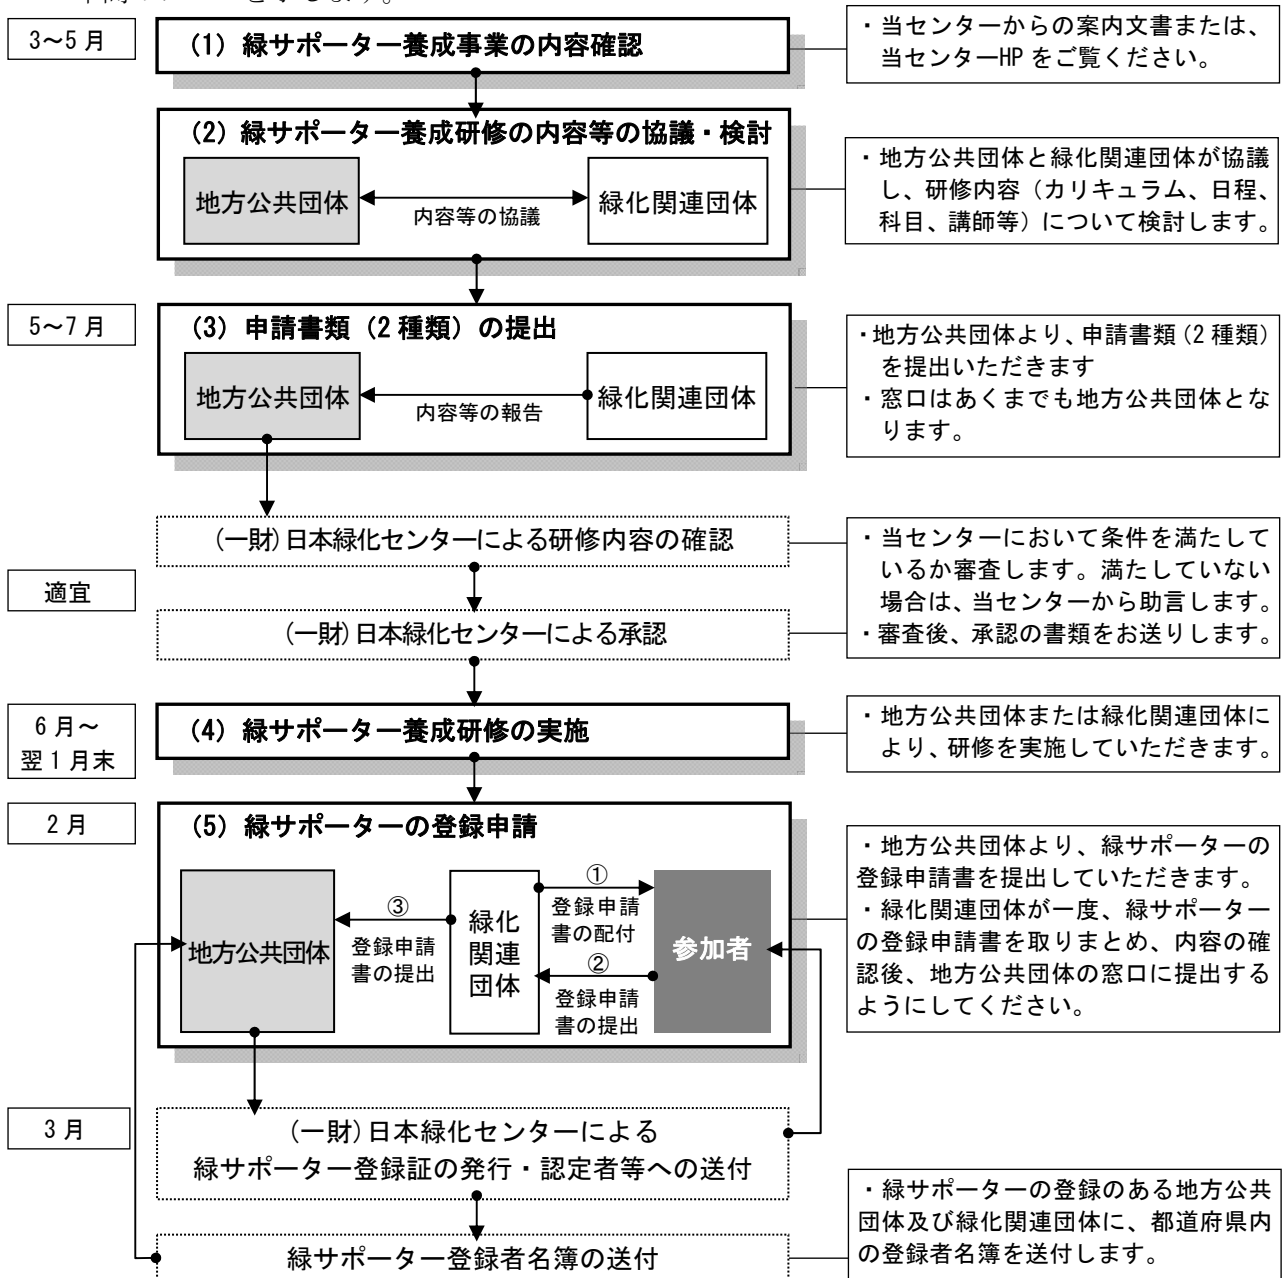 3～5月
(1) 緑サポーター養成事業の内容確認
・当センターからの案内文書または、
当センターHPをご覧ください。
(2) 緑サポーター養成研修の内容等の協議・検討
地方公共団体
内容等の協議
緑化関連団体
・地方公共団体と緑化関連団体が協議
し、研修内容（カリキュラム、日程、
科目、講師等）について検討します。
5～7月
(3) 申請書類（2種類）の提出
地方公共団体
内容等の報告
緑化関連団体
・地方公共団体より、申請書類（2種類）
を提出いただきます
・窓口はあくまでも地方公共団体とな
ります。
(一財)日本緑化センターによる研修内容の確認
適宜
(一財)日本緑化センターによる承認
・当センターにおいて条件を満たして
いるか審査します。満たしていない
場合は、当センターから助言します。
・審査後、承認の書類をお送りします。
6月～
翌1月末
(4) 緑サポーター養成研修の実施
・地方公共団体または緑化関連団体に
より、研修を実施していただきます。
2月
(5) 緑サポーターの登録申請
地方公共団体
③
登録申請
書の提出
緑化
関連
団体
①
登録申請
書の配付
②
登録申請
書の提出
参加者
・地方公共団体より、緑サポーターの
登録申請書を提出していただきます。
・緑化関連団体が一度、緑サポーター
の登録申請書を取りまとめ、内容の確
認後、地方公共団体の窓口に提出する
ようにしてください。
3月
(一財)日本緑化センターによる
緑サポーター登録証の発行・認定者等への送付
緑サポーター登録者名簿の送付
・緑サポーターの登録のある地方公共
団体及び緑化関連団体に、都道府県内
の登録者名簿を送付します。